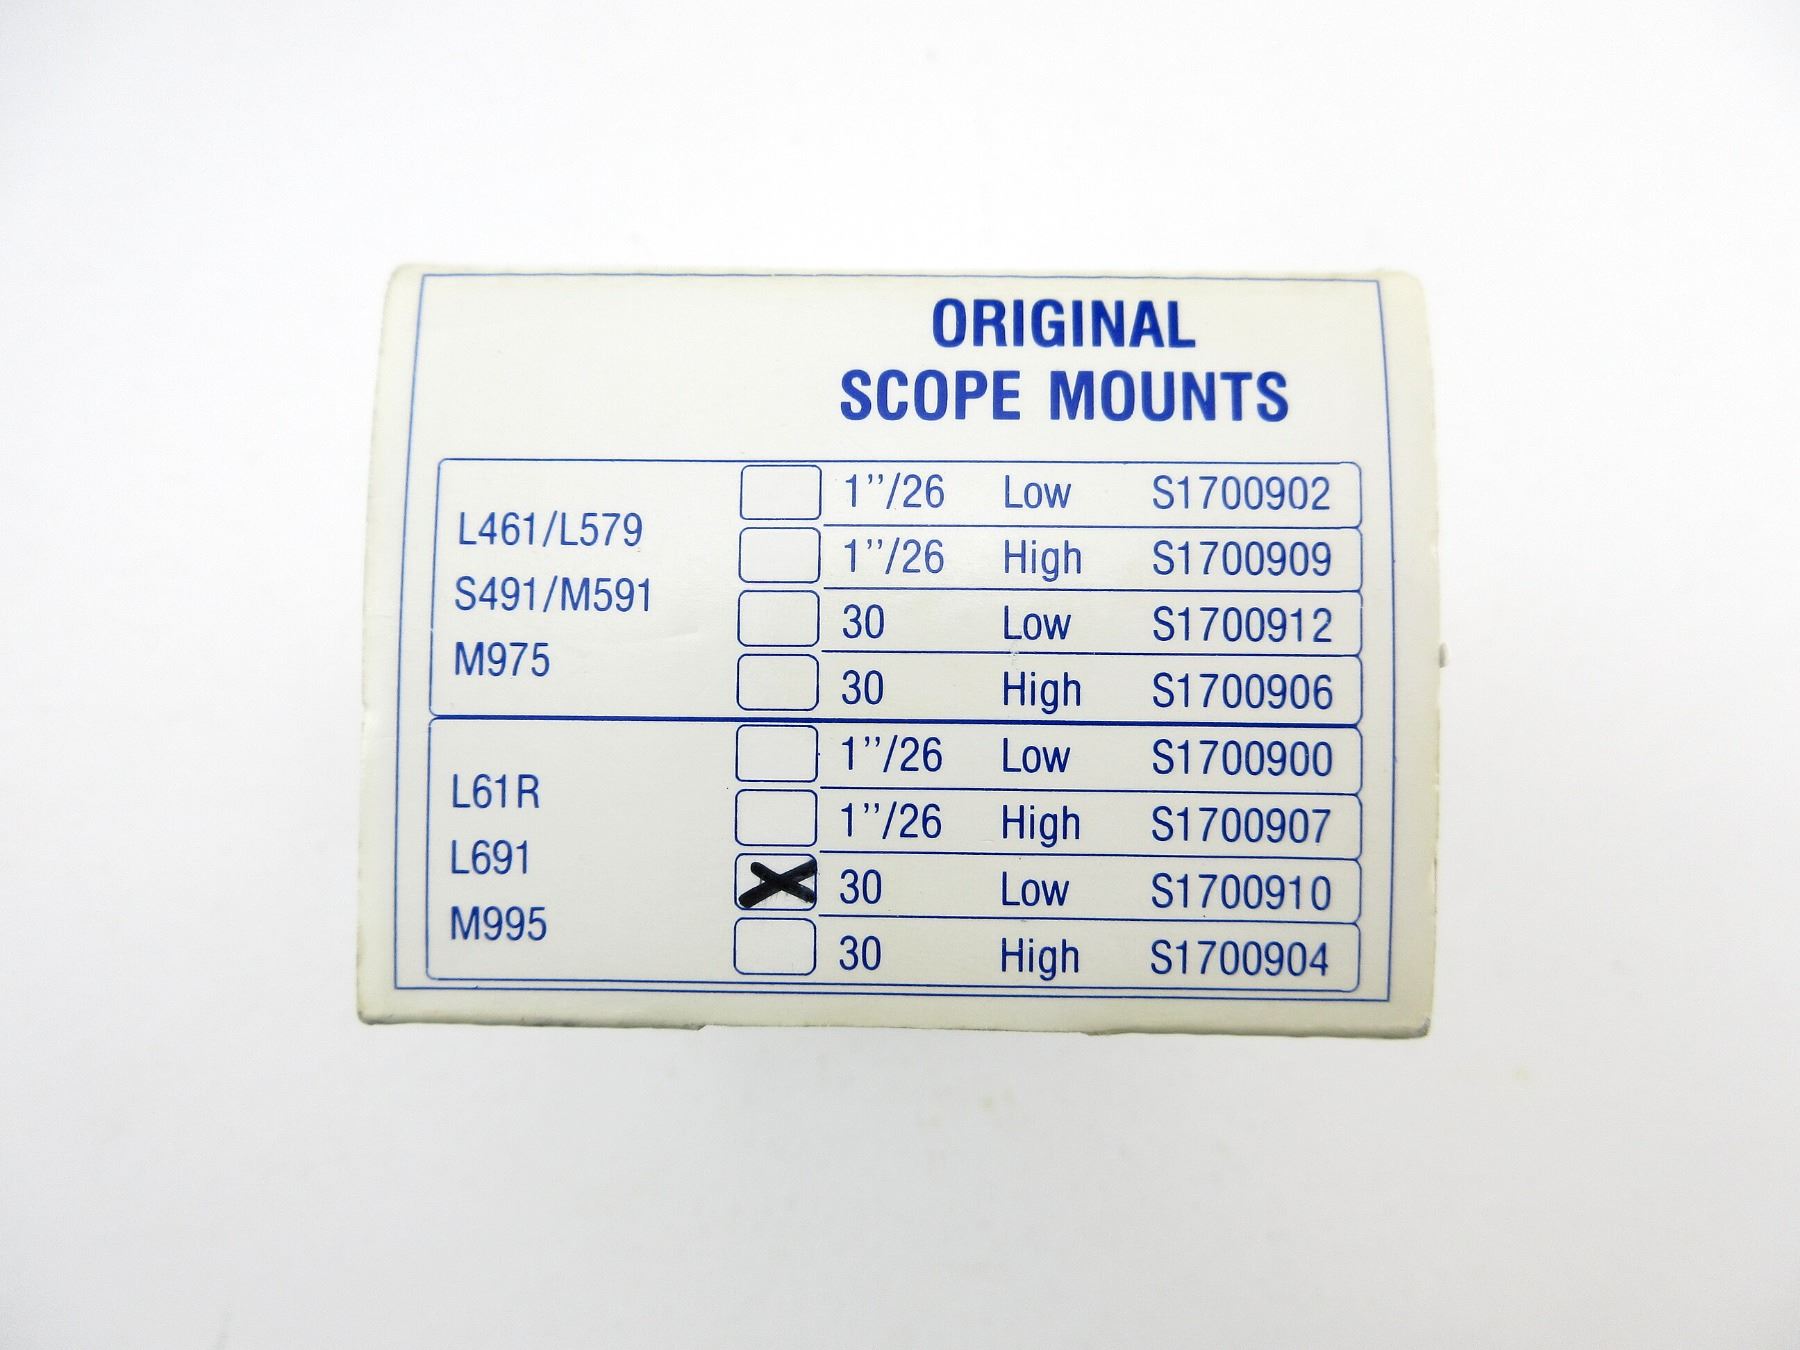 ORIGINAL
SCOPE MOUNTS
L461/L579
S491/M591
M975
1"/26 Low S1700902
1"/26 High S1700909
30 Low S1700912
30 High S1700906
L61R
L691
M995
1"/26 Low S1700900
1"/26 High S1700907
X 30 Low S1700910
30 High S1700904